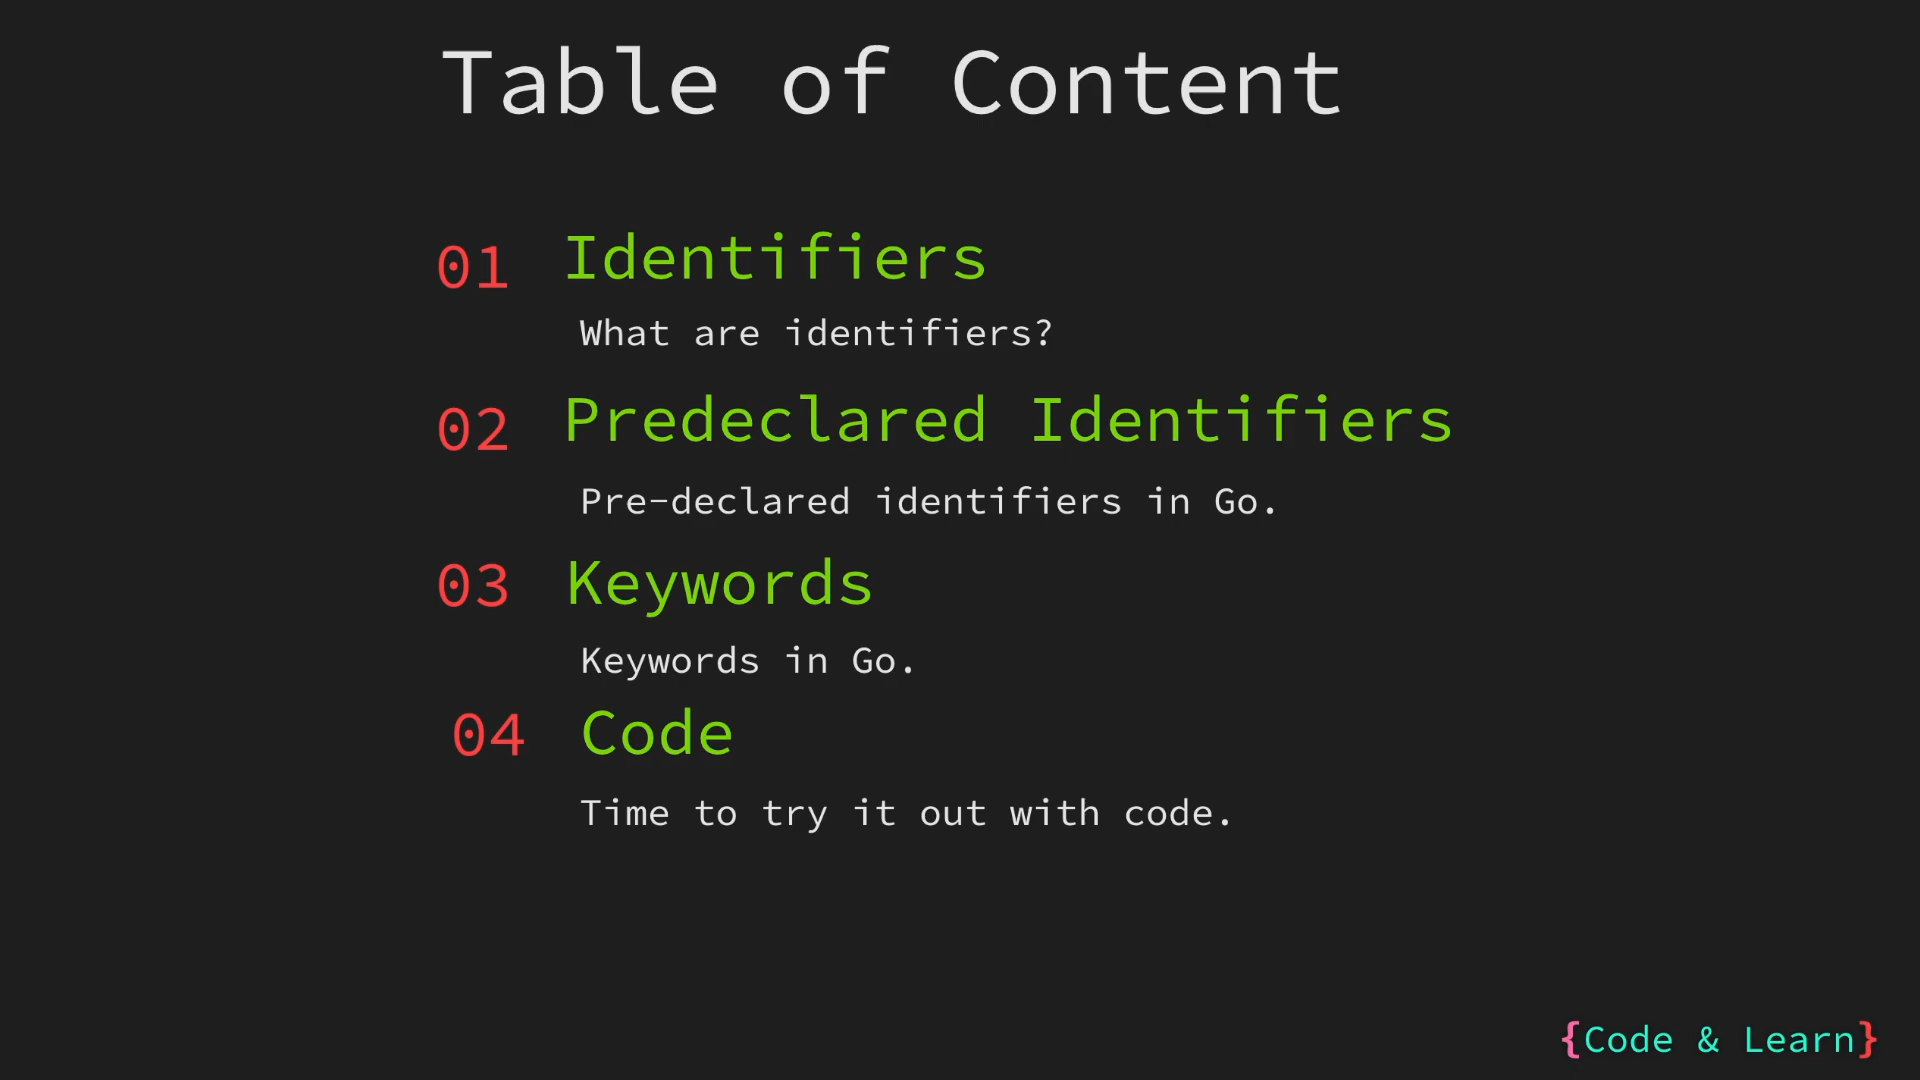 Table of Content
01 Identifiers
What are identifiers?
02 Predeclared Identifiers
Pre-declared identifiers in Go.
03 Keywords
Keywords in Go.
04 Code
Time to try it out with code.
{Code & Learn}